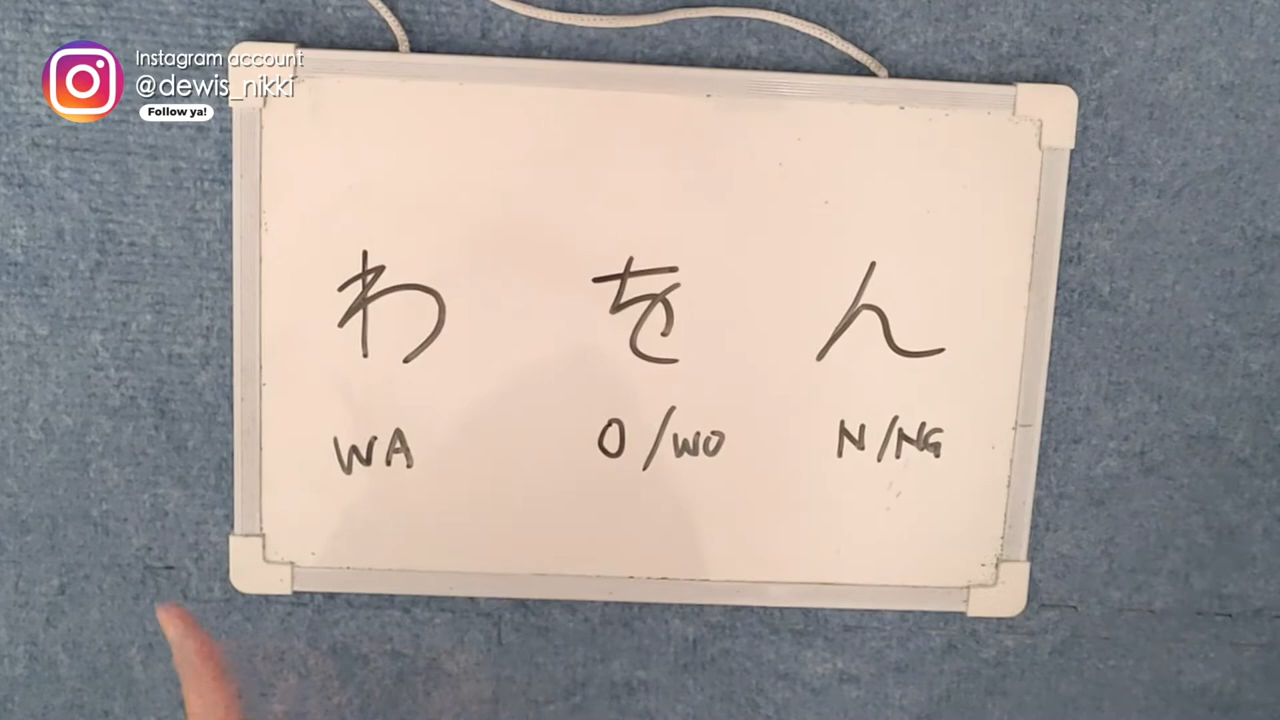 Instagram account
@dewis_nikki
Follow ya!
わ を ん
WA O/WO N/NG